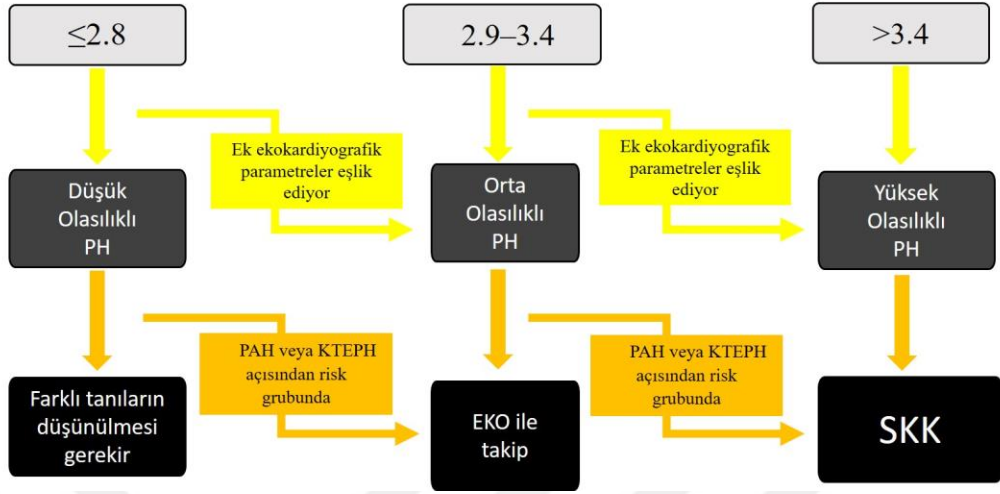 ≤2.8
2.9–3.4
>3.4
Ek ekokardiyografik
parametreler eşlik
ediyor
Ek ekokardiyografik
parametreler eşlik
ediyor
Düşük
Olasılıklı
PH
Orta
Olasılıklı
PH
Yüksek
Olasılıklı
PH
PAH veya KTEPH
açısından risk
grubunda
PAH veya KTEPH
açısından risk
grubunda
Farklı tanıların
düşünülmesi
gerekir
EKO ile
takip
SKK